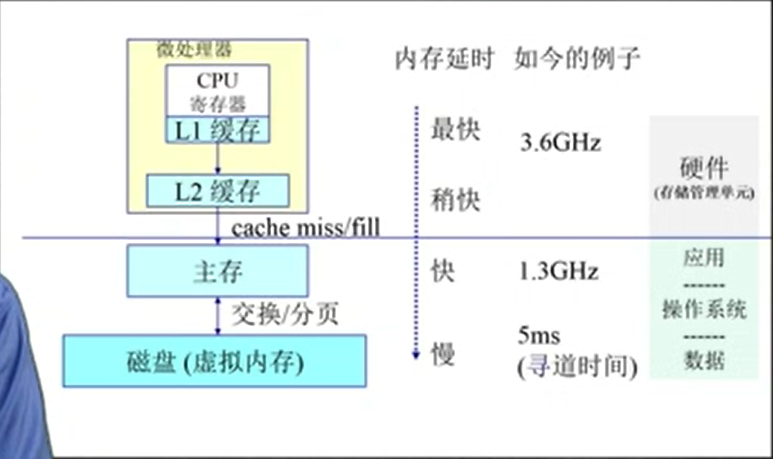 微处理器
CPU
寄存器
L1 缓存
L2 缓存
cache miss/fill
主存
交换/分页
磁盘 (虚拟内存)
内存延时 如今的例子
最快 3.6GHz
稍快
快 1.3GHz
慢 5ms
(寻道时间)
硬件
(存储管理单元)
应用
------
操作系统
------
数据